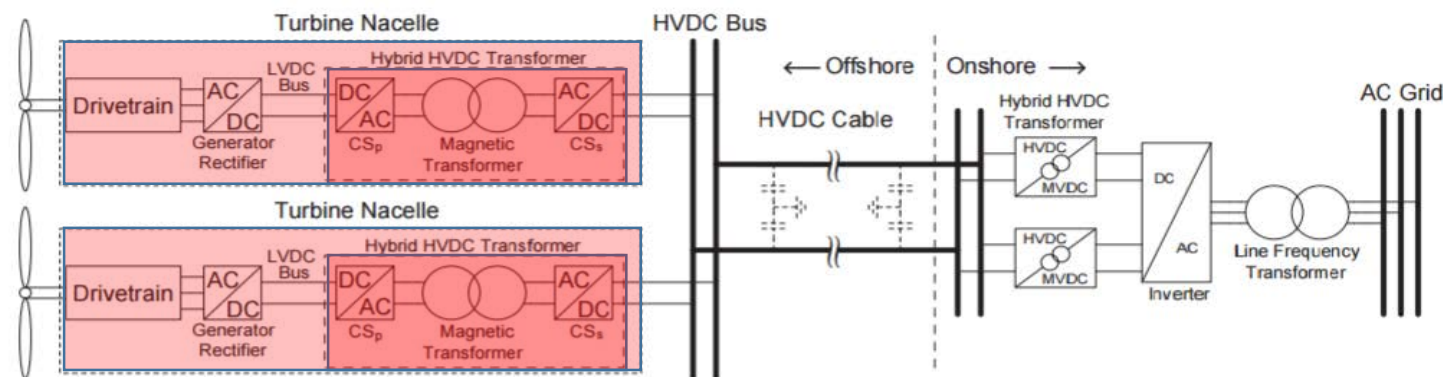 Turbine Nacelle
Hybrid HVDC Transformer
LVDC
Bus
Drivetrain
AC
DC
Generator
Rectifier
DC
AC
CSp
Magnetic
Transformer
AC
DC
CSs
Turbine Nacelle
Hybrid HVDC Transformer
LVDC
Bus
Drivetrain
AC
DC
Generator
Rectifier
DC
AC
CSp
Magnetic
Transformer
AC
DC
CSs
HVDC Bus
← Offshore
Onshore →
HVDC Cable
Hybrid HVDC
Transformer
HVDC
MVDC
HVDC
MVDC
DC
AC
Inverter
Line Frequency
Transformer
AC Grid